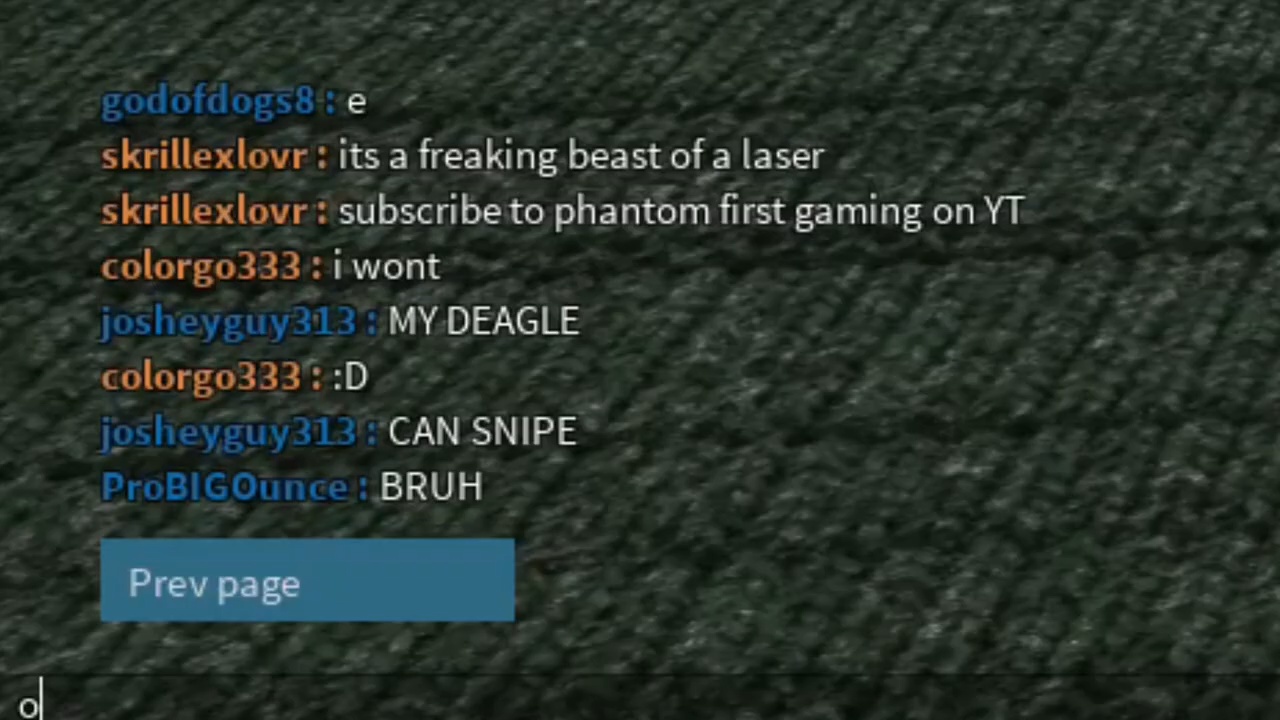 godofdogs8 : e
skrillexlovr : its a freaking beast of a laser
skrillexlovr : subscribe to phantom first gaming on YT
colorgo333 : i wont
josheyguy313 : MY DEAGLE
colorgo333 : :D
josheyguy313 : CAN SNIPE
ProBIGOunce : BRUH
Prev page
o